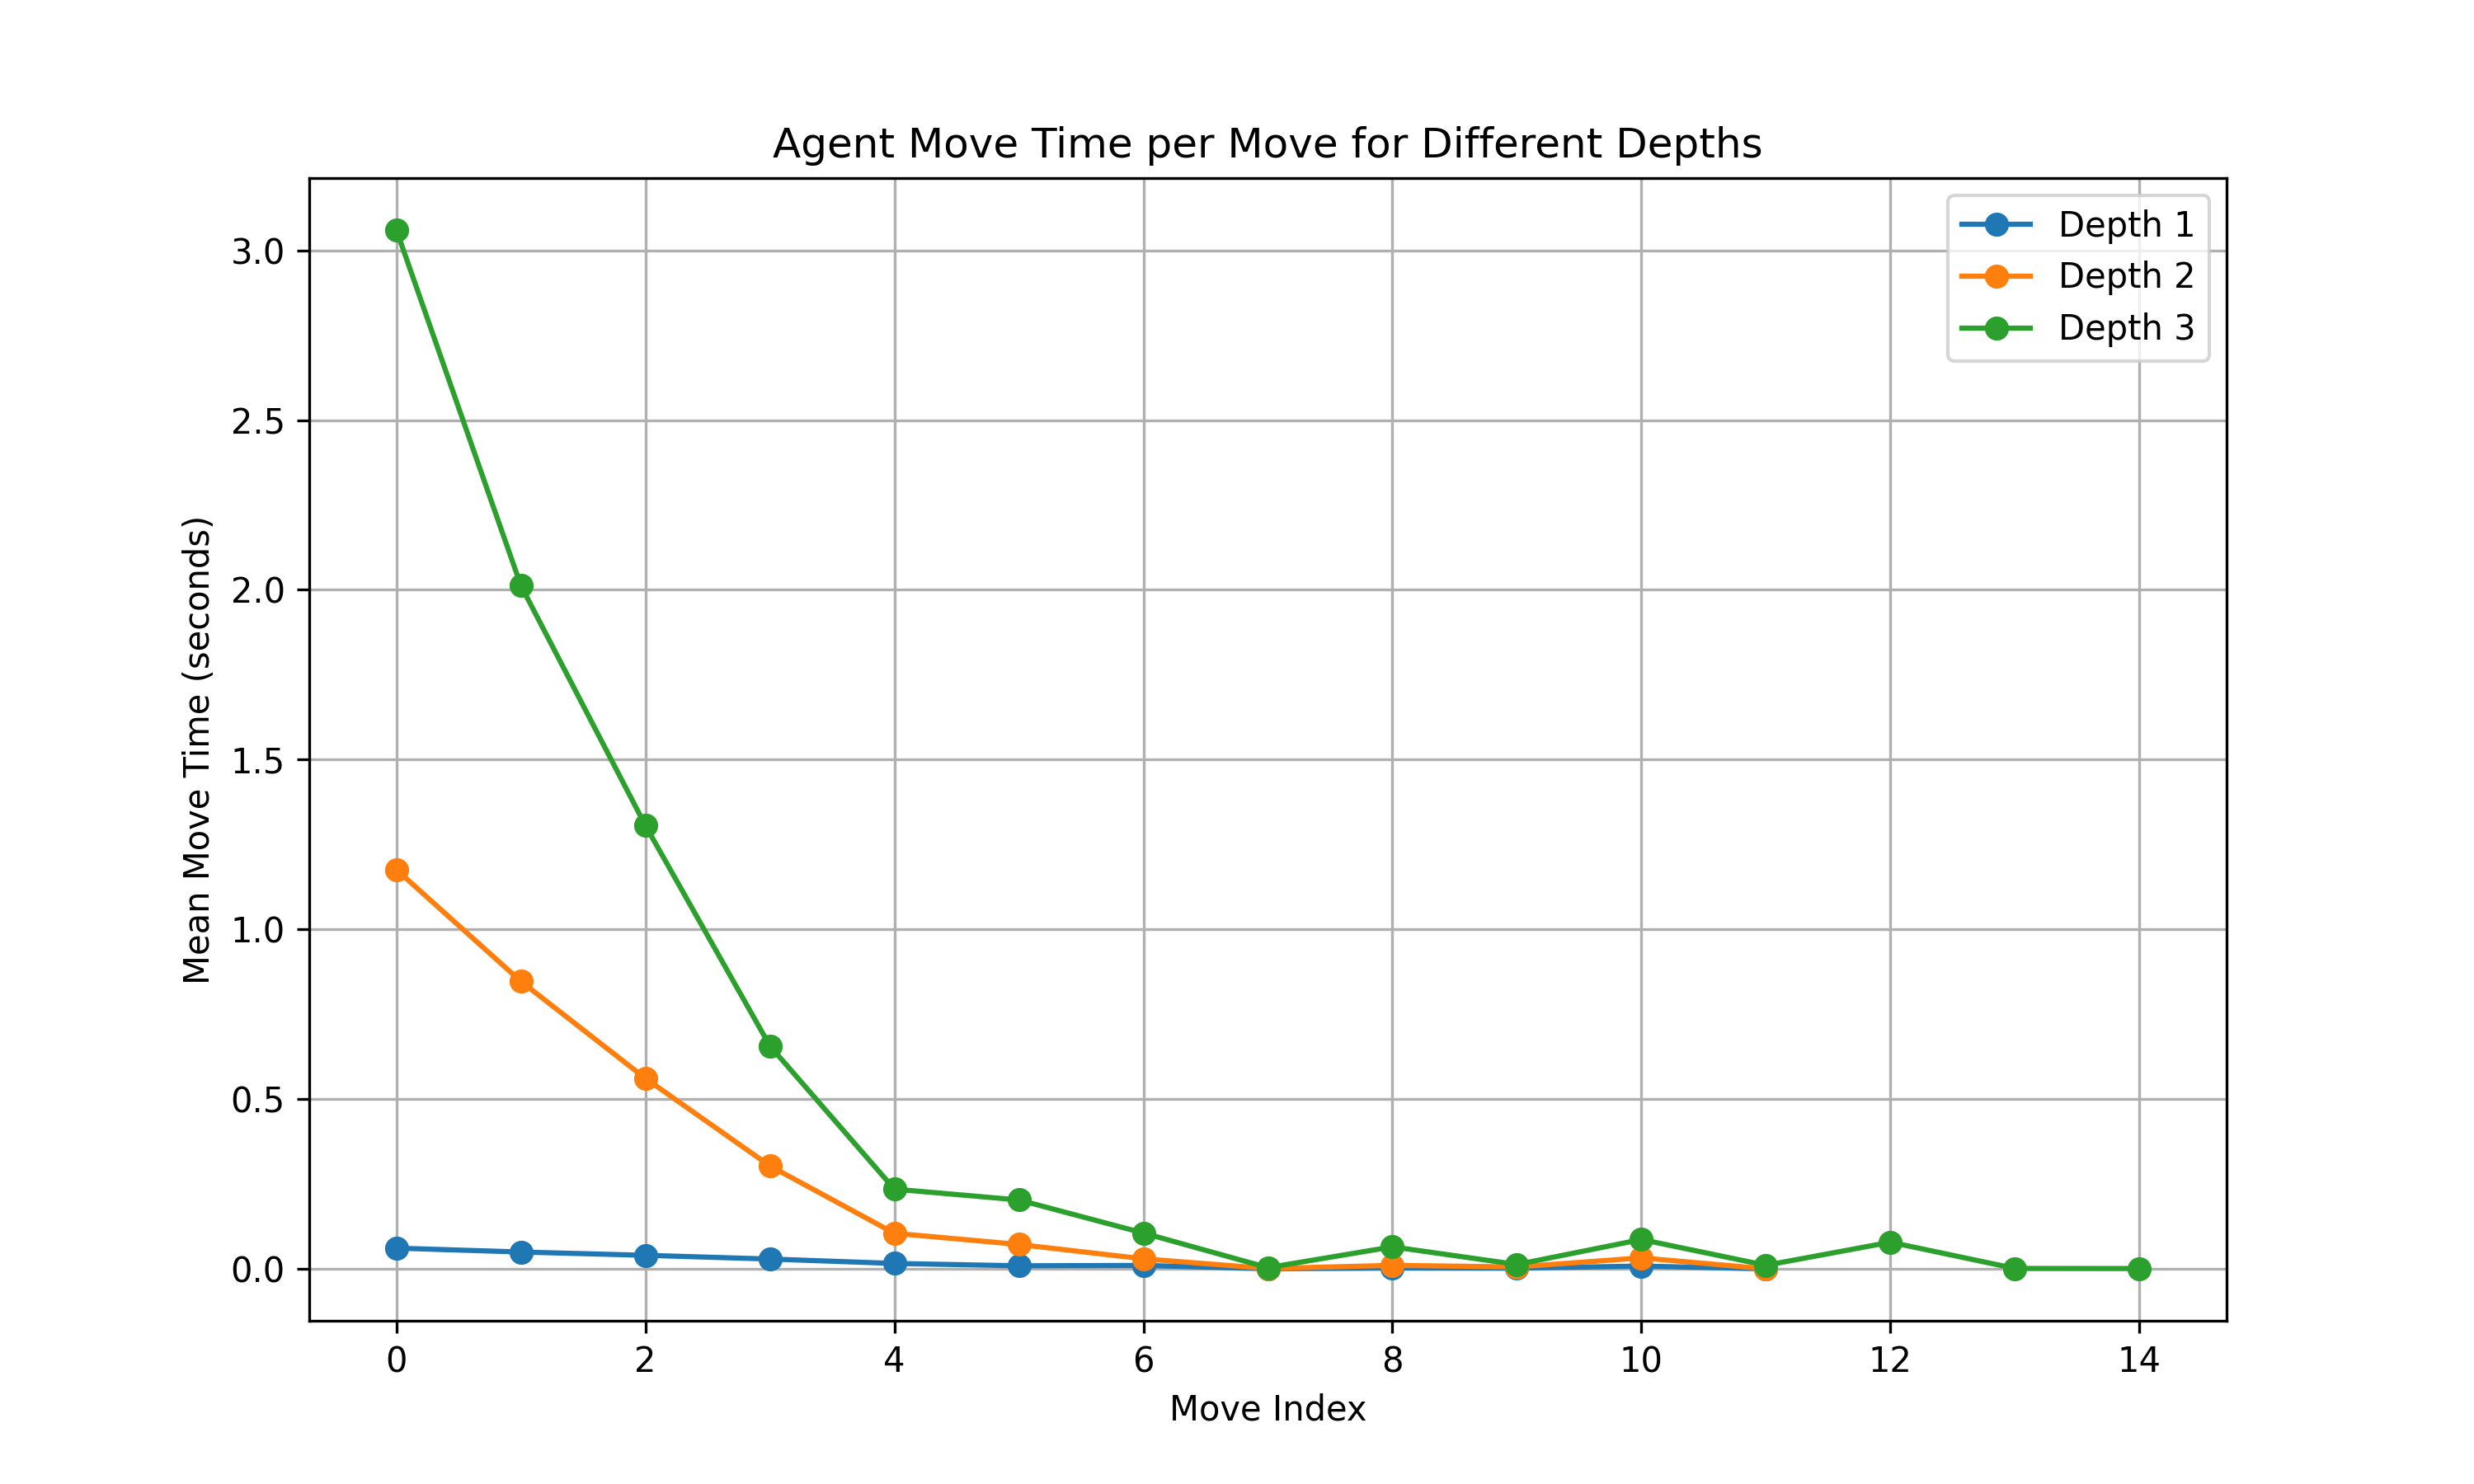 Agent Move Time per Move for Different Depths
Depth 1
Depth 2
Depth 3
Mean Move Time (seconds)
3.0
2.5
2.0
1.5
1.0
0.5
0.0
0 2 4 6 8 10 12 14
Move Index